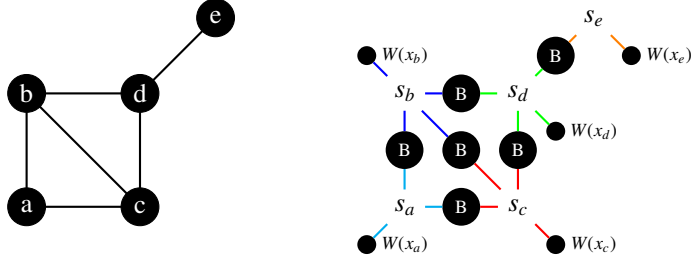 e
b
d
a
c
s_e
B
W(x_e)
W(x_b)
s_b
B
s_d
W(x_d)
B
B
B
s_a
B
s_c
W(x_a)
W(x_c)